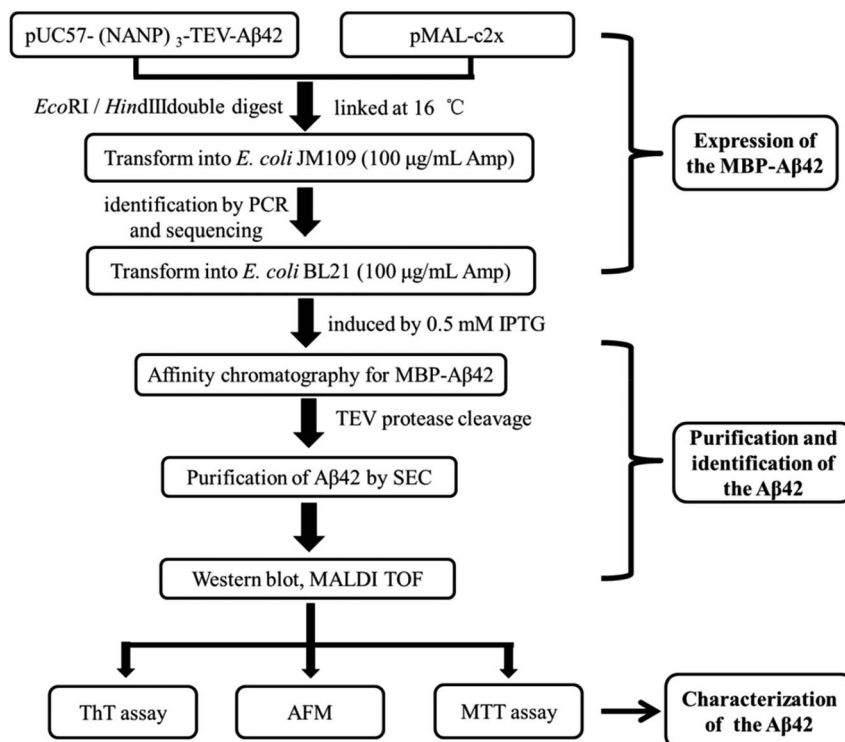 pUC57- (NANP) 3-TEV-Aβ42
pMAL-c2x
EcoRI / HindIIIdouble digest
linked at 16 ℃
Transform into E. coli JM109 (100 μg/mL Amp)
Expression of
the MBP-Aβ42
identification by PCR
and sequencing
Transform into E. coli BL21 (100 μg/mL Amp)
induced by 0.5 mM IPTG
Affinity chromatography for MBP-Aβ42
TEV protease cleavage
Purification of Aβ42 by SEC
Purification and
identification of
the Aβ42
Western blot, MALDI TOF
ThT assay
AFM
MTT assay
Characterization
of the Aβ42